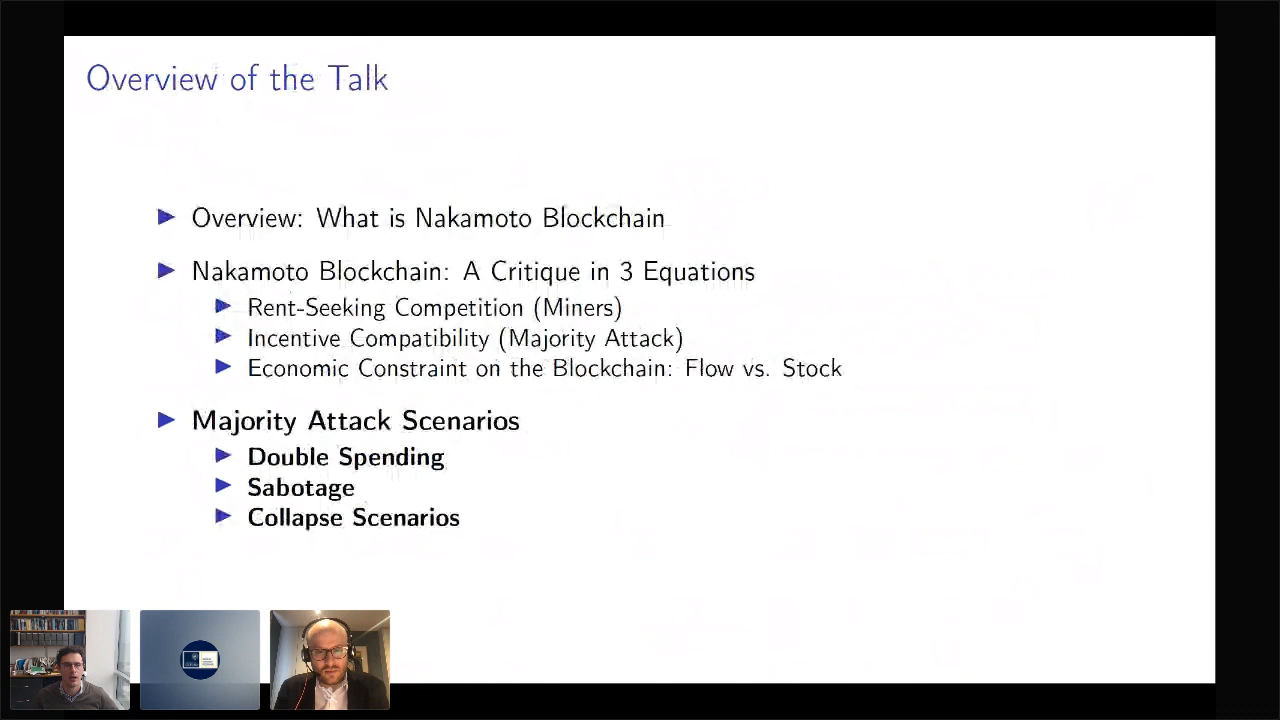 Overview of the Talk
Overview: What is Nakamoto Blockchain
Nakamoto Blockchain: A Critique in 3 Equations
Rent-Seeking Competition (Miners)
Incentive Compatibility (Majority Attack)
Economic Constraint on the Blockchain: Flow vs. Stock
Majority Attack Scenarios
Double Spending
Sabotage
Collapse Scenarios